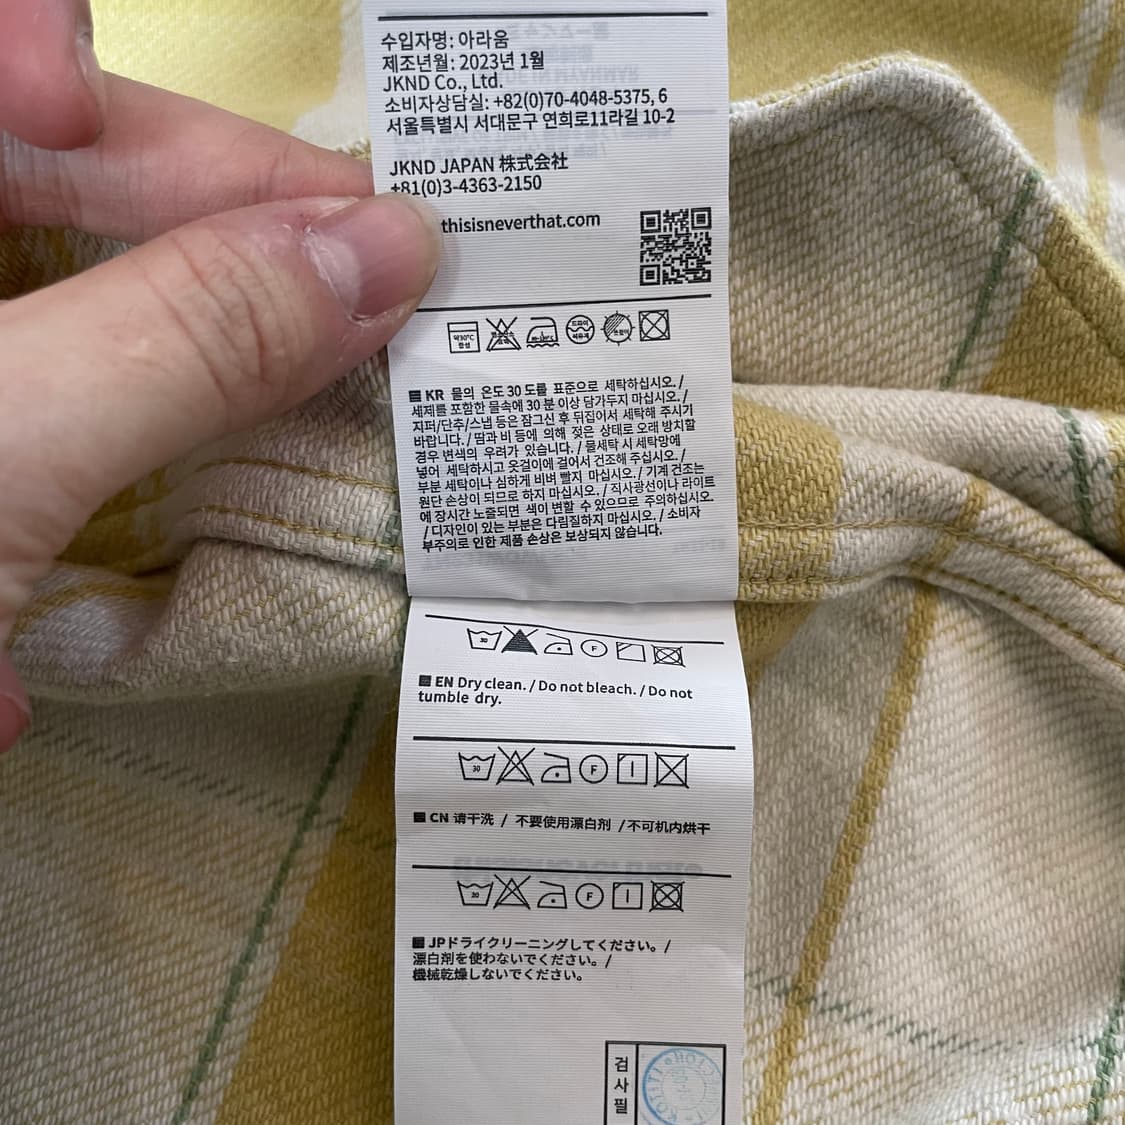 수입자명: 아라움
제조년월: 2023년 1월
JKND Co., Ltd.
소비자상담실: +82(0)70-4048-5375, 6
서울특별시 서대문구 연희로11라길 10-2
JKND JAPAN 株式会社
+81(0)3-4363-2150
thisisneverthat.com
약30°C
중성
드라이
석유계
KR 물의 온도 30 도를 표준으로 세탁하십시오. /
세제를 포함한 물속에 30 분 이상 담가두지 마십시오. /
지퍼/단추/스냅 등은 잠그신 후 뒤집어서 세탁해 주시기
바랍니다. / 땀과 비 등에 의해 젖은 상태로 오래 방치할
경우 변색의 우려가 있습니다. / 물세탁 시 세탁망에
넣어 세탁하시고 옷걸이에 걸어서 건조해 주십시오. /
부분 세탁이나 심하게 비벼 빨지 마십시오. / 기계 건조는
원단 손상이 되므로 하지 마십시오. / 직사광선이나 라이트
에 장시간 노출되면 색이 변할 수 있으므로 주의하십시오.
/ 디자인이 있는 부분은 다림질하지 마십시오. / 소비자
부주의로 인한 제품 손상은 보상되지 않습니다.
30 F
EN Dry clean. / Do not bleach. / Do not
tumble dry.
30 F
CN 请干洗 / 不要使用漂白剂 / 不可机内烘干
30 F
JPドライクリーニングしてください。 /
漂白剤を使わないでください。 /
機械乾燥しないでください。
검사필